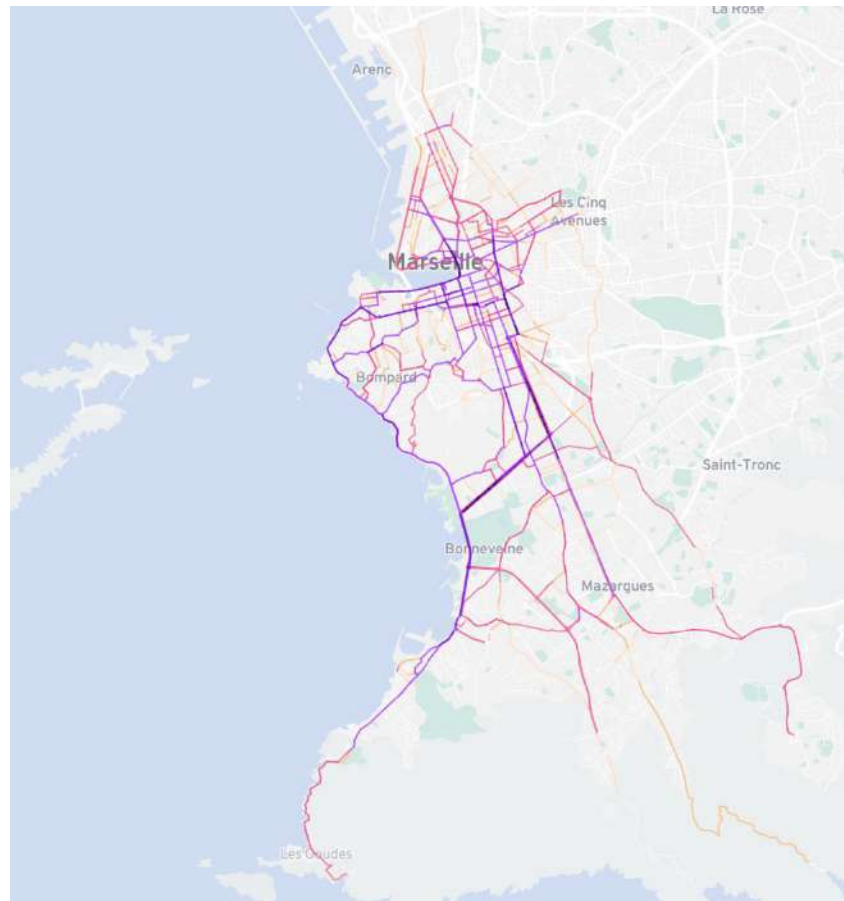 La Rose
Arenc
Les Cinq
Avenues
Marseille
Bompard
Saint-Tronc
Bonneveine
Mazargues
Les Goudes